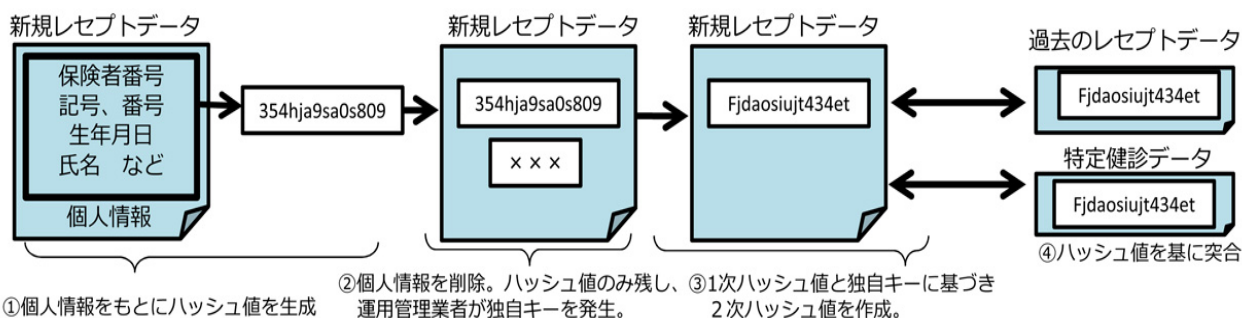 新規レセプトデータ
保険者番号
記号、番号
生年月日
氏名　など
個人情報
354hja9sa0s809
新規レセプトデータ
354hja9sa0s809
×××
新規レセプトデータ
Fjdaosiujt434et
過去のレセプトデータ
Fjdaosiujt434et
特定健診データ
Fjdaosiujt434et
①個人情報をもとにハッシュ値を生成
②個人情報を削除。ハッシュ値のみ残し、
運用管理業者が独自キーを発生。
③1次ハッシュ値と独自キーに基づき
２次ハッシュ値を作成。
④ハッシュ値を基に突合